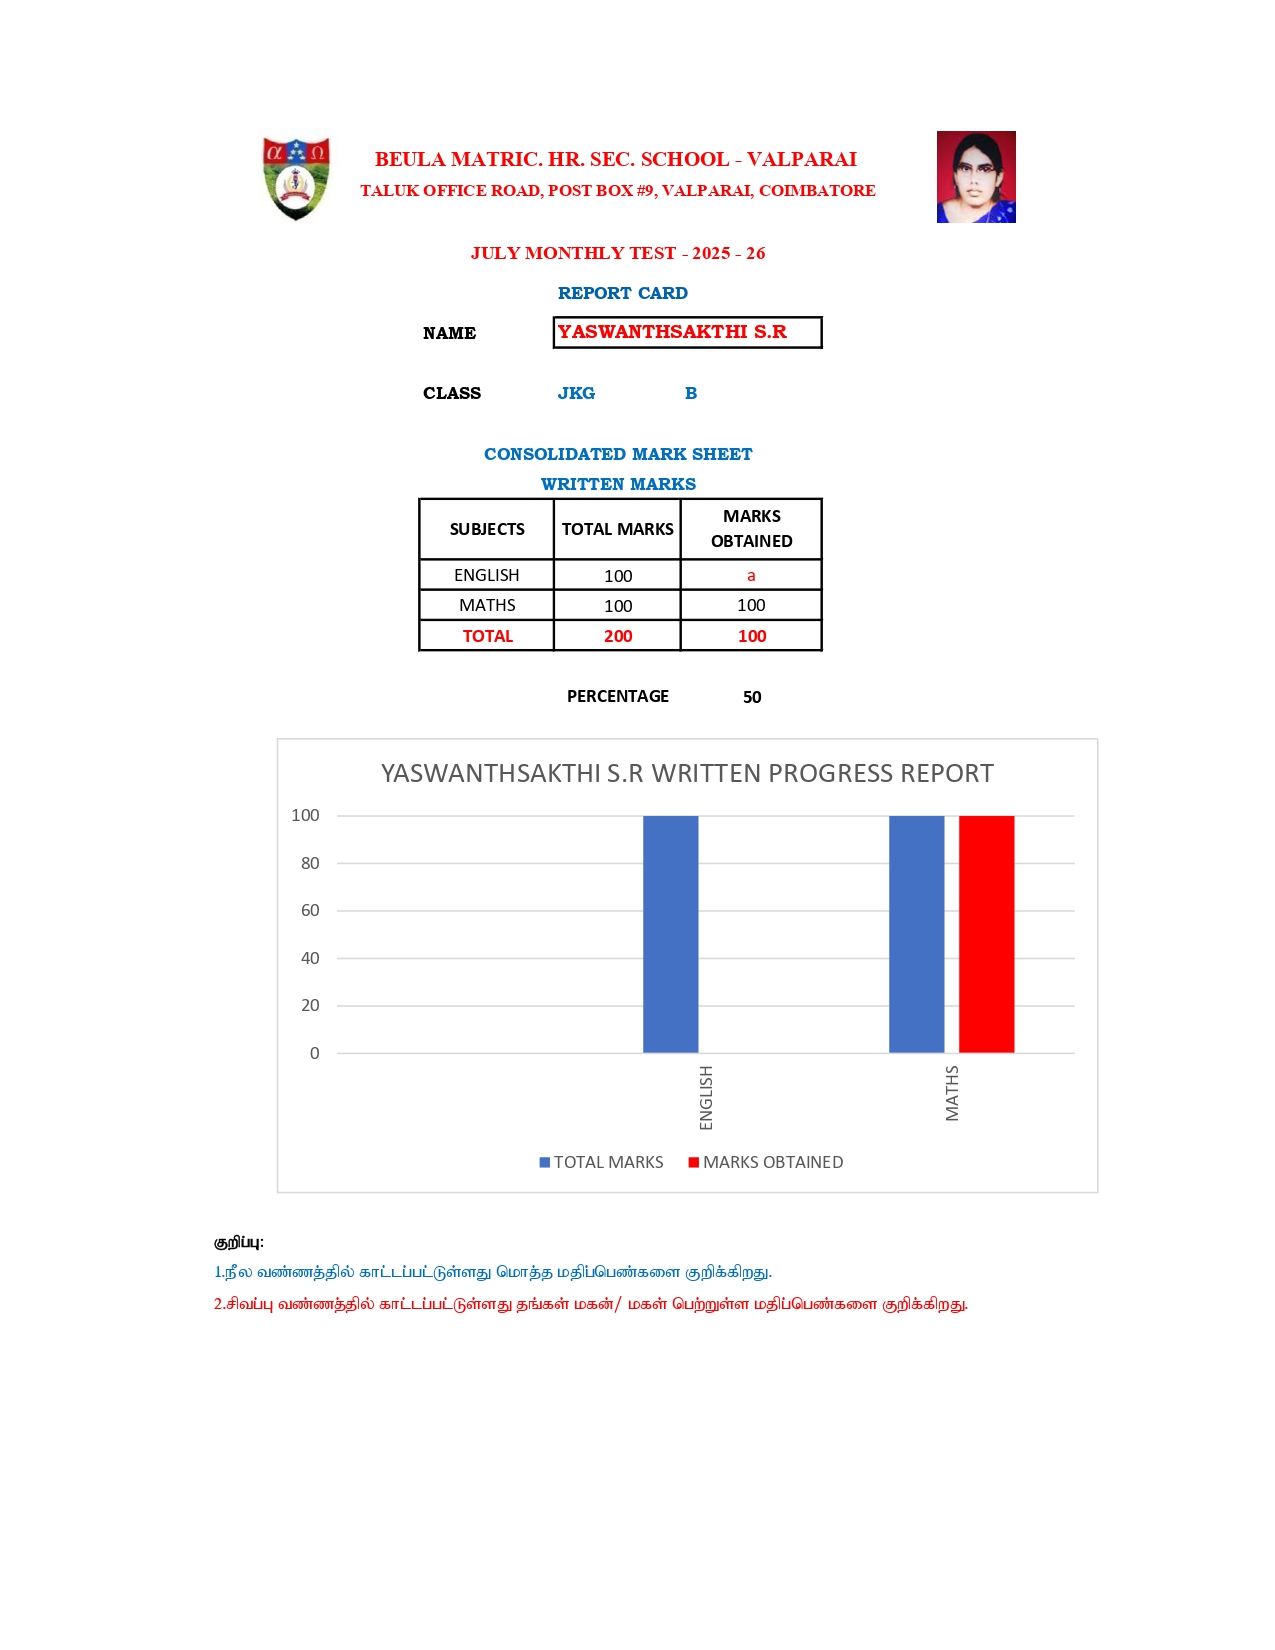 α Ω
BEULA MATRIC. HR. SEC. SCHOOL - VALPARAI
TALUK OFFICE ROAD, POST BOX #9, VALPARAI, COIMBATORE
JULY MONTHLY TEST - 2025 - 26
REPORT CARD
NAME YASWANTHSAKTHI S.R
CLASS JKG B
CONSOLIDATED MARK SHEET
WRITTEN MARKS
SUBJECTS TOTAL MARKS MARKS OBTAINED
ENGLISH 100 a
MATHS 100 100
TOTAL 200 100
PERCENTAGE 50
YASWANTHSAKTHI S.R WRITTEN PROGRESS REPORT
100
80
60
40
20
0
ENGLISH MATHS
TOTAL MARKS MARKS OBTAINED
குறிப்பு:
1.நீல வண்ணத்தில் காட்டப்பட்டுள்ளது மொத்த மதிப்பெண்களை குறிக்கிறது.
2.சிவப்பு வண்ணத்தில் காட்டப்பட்டுள்ளது தங்கள் மகன்/ மகள் பெற்றுள்ள மதிப்பெண்களை குறிக்கிறது.